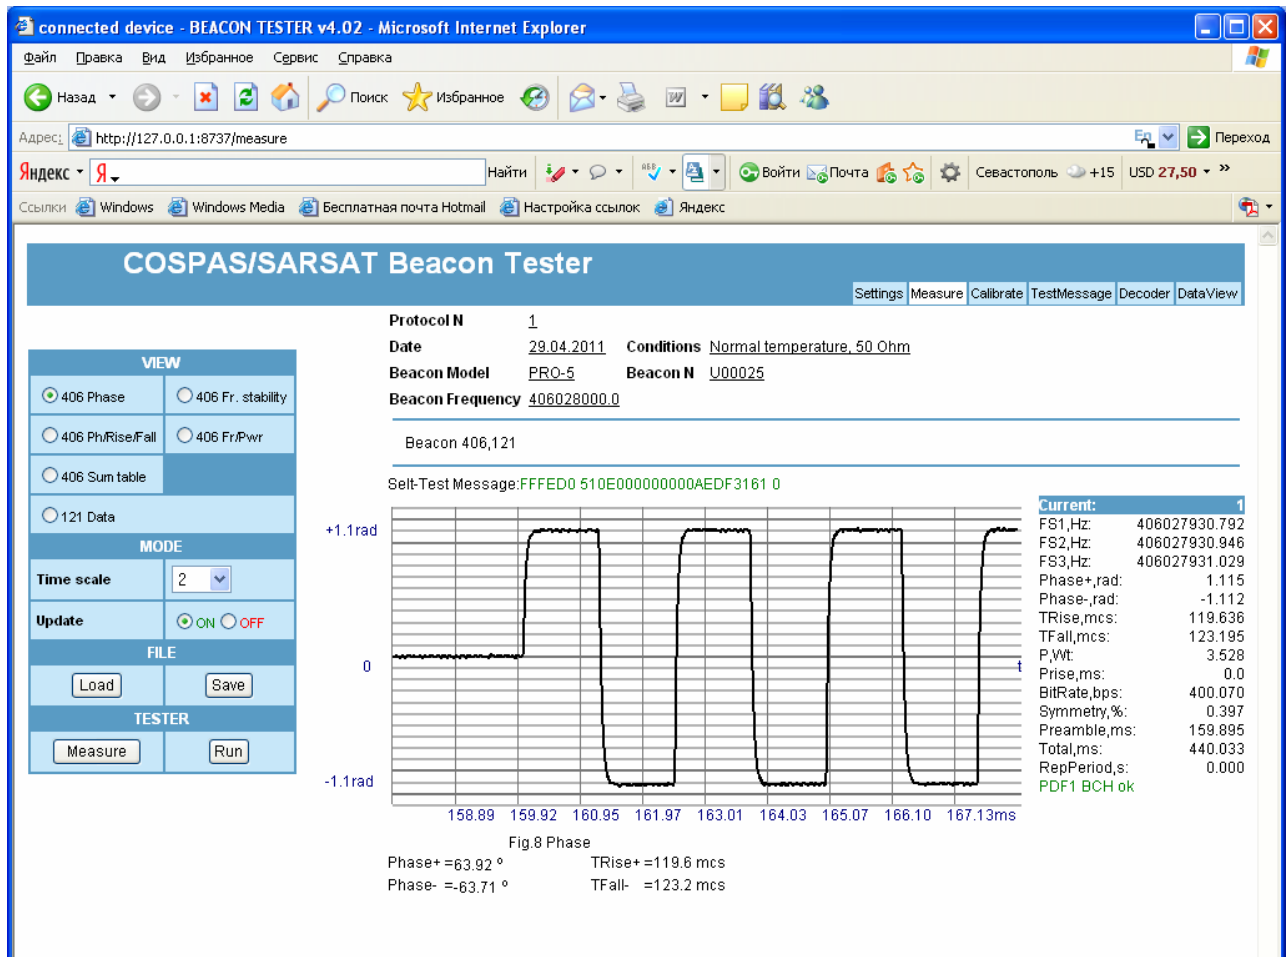 connected device - BEACON TESTER v4.02 - Microsoft Internet Explorer
Файл Правка Вид Избранное Сервис Справка
Назад Поиск Избранное
Адрес: http://127.0.0.1:8737/measure Переход
Яндекс Я Найти Войти Почта Севастополь +15 USD 27,50 »
Ссылки Windows Windows Media Бесплатная почта Hotmail Настройка ссылок Яндекс
COSPAS/SARSAT Beacon Tester
Settings Measure Calibrate TestMessage Decoder DataView
Protocol N 1
Date 29.04.2011 Conditions Normal temperature, 50 Ohm
Beacon Model PRO-5 Beacon N U00025
Beacon Frequency 406028000.0
Beacon 406,121
VIEW
406 Phase 406 Fr. stability
406 Ph/Rise/Fall 406 Fr/Pwr
406 Sum table
121 Data
MODE
Time scale 2
Update ON OFF
FILE
Load Save
TESTER
Measure Run
Selt-Test Message:FFFED0 510E000000000AEDF3161 0
+1.1rad
0
-1.1rad
t
158.89 159.92 160.95 161.97 163.01 164.03 165.07 166.10 167.13ms
Fig.8 Phase
Phase+ =63.92 º TRise+ =119.6 mcs
Phase- =-63.71 º TFall- =123.2 mcs
Current: 1
FS1,Hz: 406027930.792
FS2,Hz: 406027930.946
FS3,Hz: 406027931.029
Phase+,rad: 1.115
Phase-,rad: -1.112
TRise,mcs: 119.636
TFall,mcs: 123.195
P,Wt: 3.528
Prise,ms: 0.0
BitRate,bps: 400.070
Symmetry,%: 0.397
Preamble,ms: 159.895
Total,ms: 440.033
RepPeriod,s: 0.000
PDF1 BCH ok